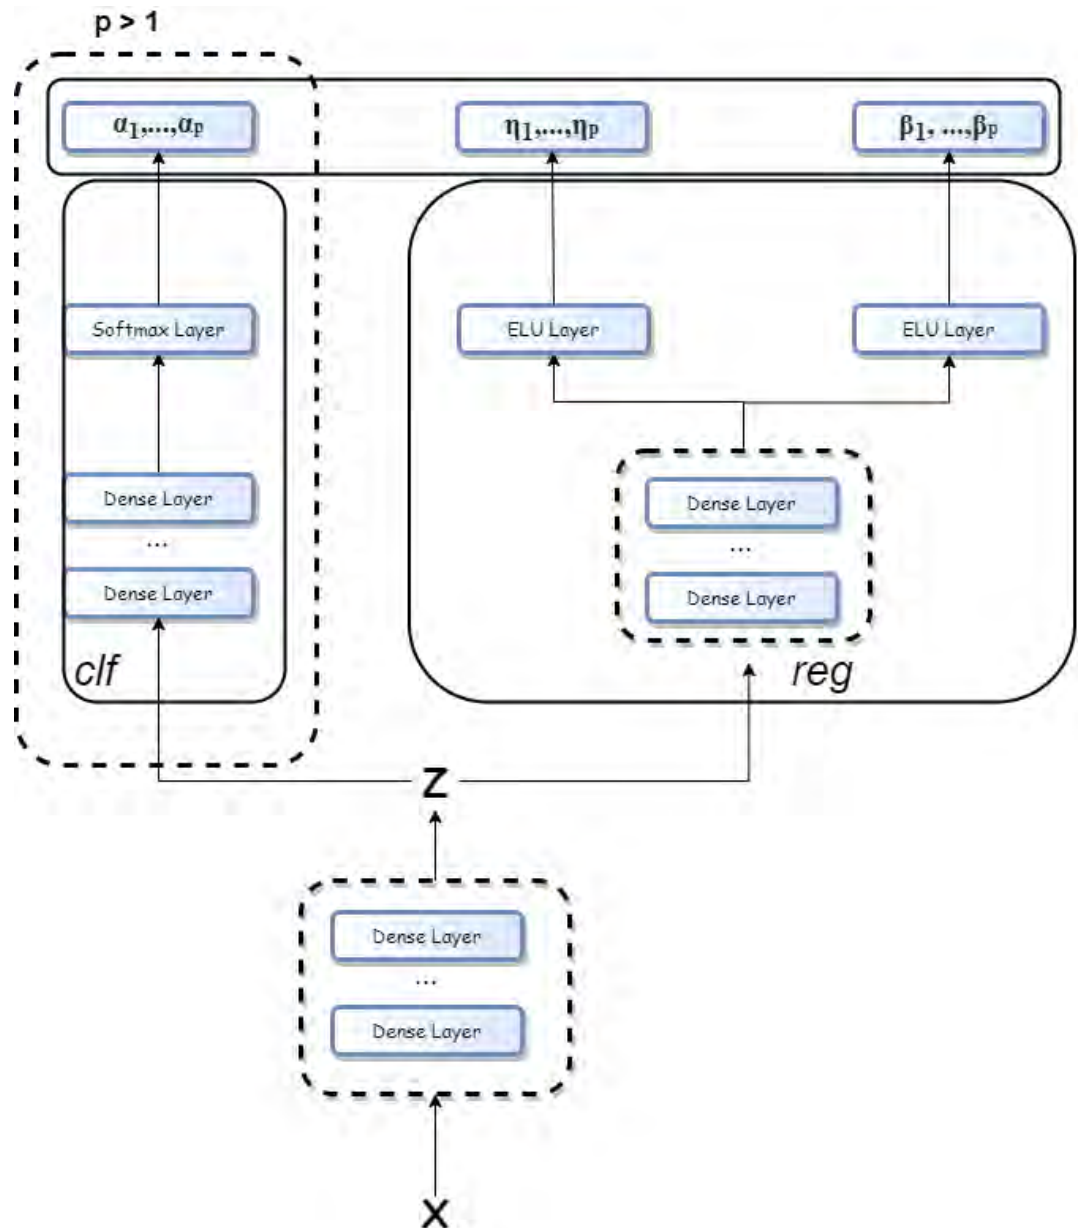 p > 1
α1,...,αp
η1,...,ηp
β1, ...,βp
Softmax Layer
ELU Layer
ELU Layer
Dense Layer
...
Dense Layer
clf
Dense Layer
...
Dense Layer
reg
z
Dense Layer
...
Dense Layer
x